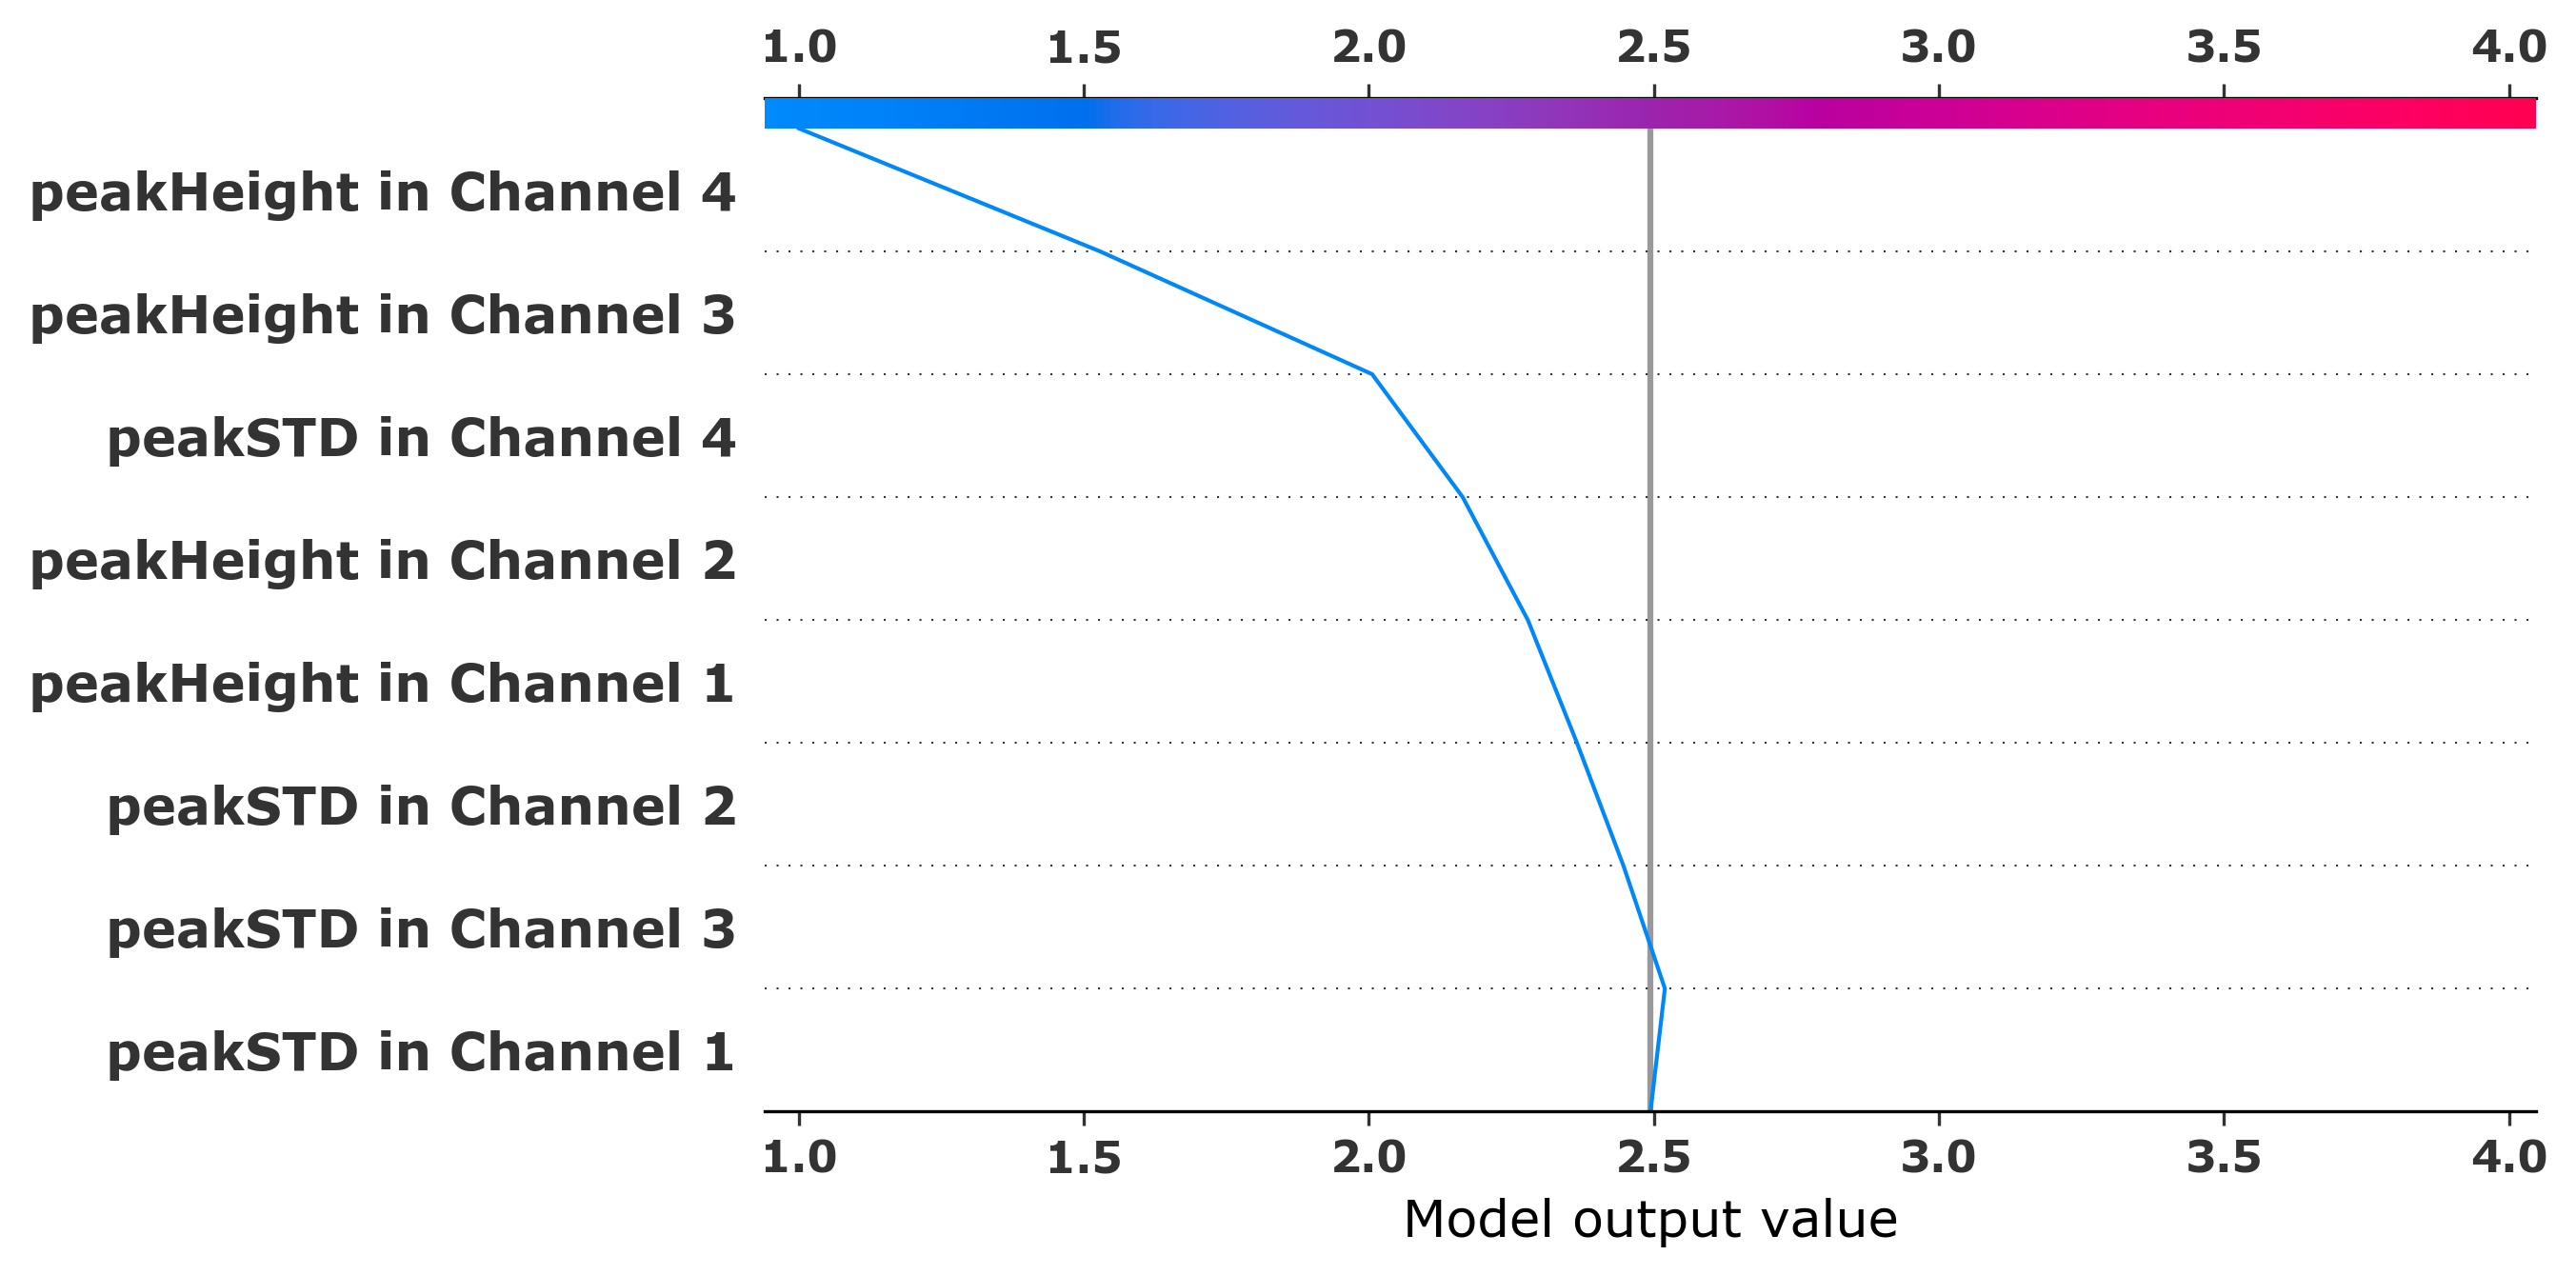 1.0 1.5 2.0 2.5 3.0 3.5 4.0
peakHeight in Channel 4
peakHeight in Channel 3
peakSTD in Channel 4
peakHeight in Channel 2
peakHeight in Channel 1
peakSTD in Channel 2
peakSTD in Channel 3
peakSTD in Channel 1
1.0 1.5 2.0 2.5 3.0 3.5 4.0
Model output value